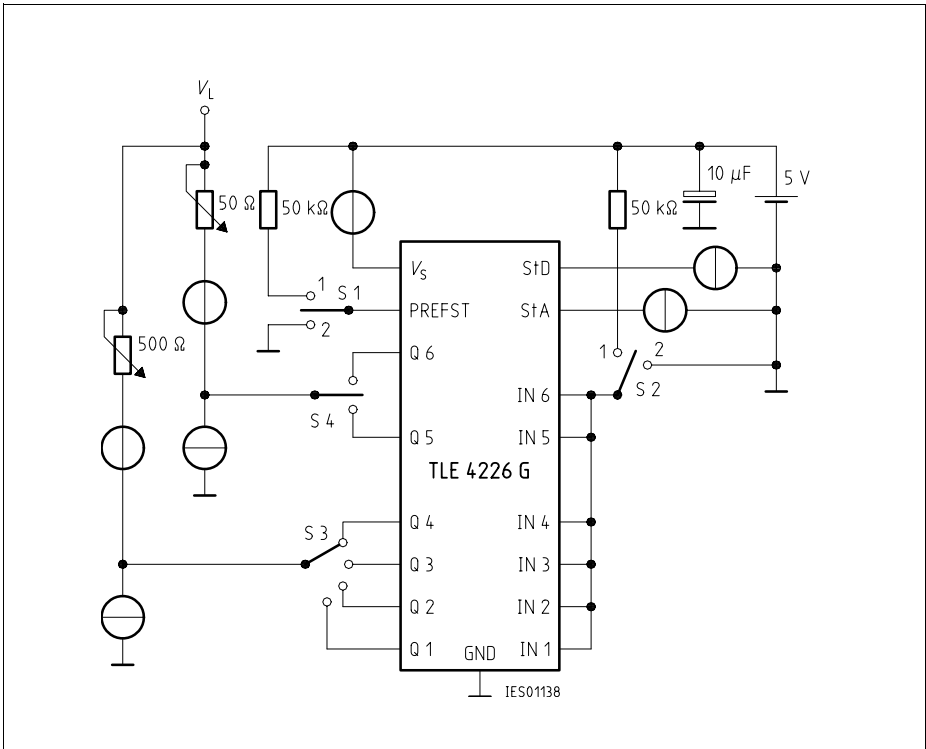 VL
10 µF
5 V
50 Ω
50 kΩ
50 kΩ
VS
StD
1
S 1
PREFST
StA
2
500 Ω
Q 6
1
2
S 2
S 4
IN 6
Q 5
IN 5
TLE 4226 G
S 3
Q 4
IN 4
Q 3
IN 3
Q 2
IN 2
Q 1
GND
IN 1
IES01138